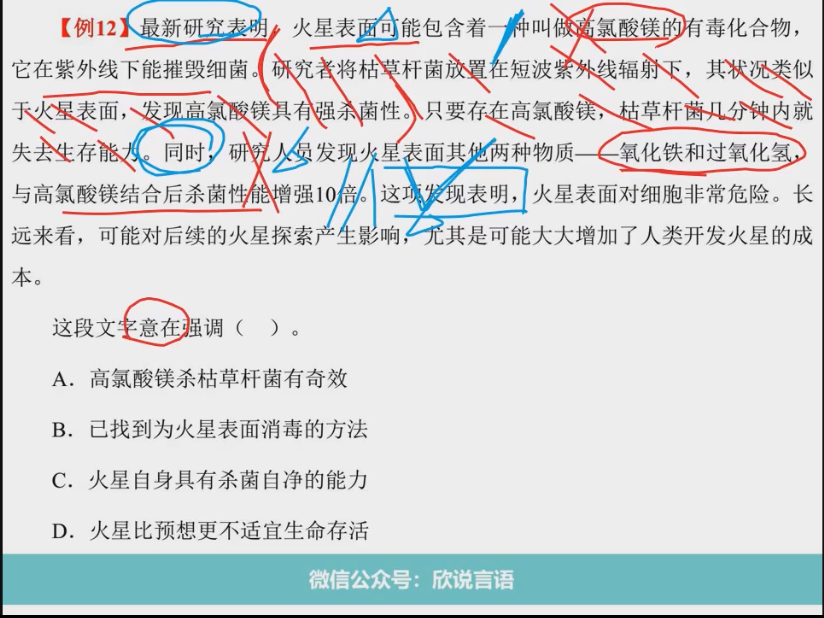 【例12】最新研究表明，火星表面可能包含着一种叫做高氯酸镁的有毒化合物，
它在紫外线下能摧毁细菌。研究者将枯草杆菌放置在短波紫外线辐射下，其状况类似
于火星表面，发现高氯酸镁具有强杀菌性。只要存在高氯酸镁，枯草杆菌几分钟内就
失去生存能力。同时，研究人员发现火星表面其他两种物质——氧化铁和过氧化氢，
与高氯酸镁结合后杀菌性能增强10倍。这项发现表明，火星表面对细胞非常危险。长
远来看，可能对后续的火星探索产生影响，尤其是可能大大增加了人类开发火星的成
本。
这段文字意在强调（　）。
A．高氯酸镁杀枯草杆菌有奇效
B．已找到为火星表面消毒的方法
C．火星自身具有杀菌自净的能力
D．火星比预想更不适宜生命存活
微信公众号：欣说言语